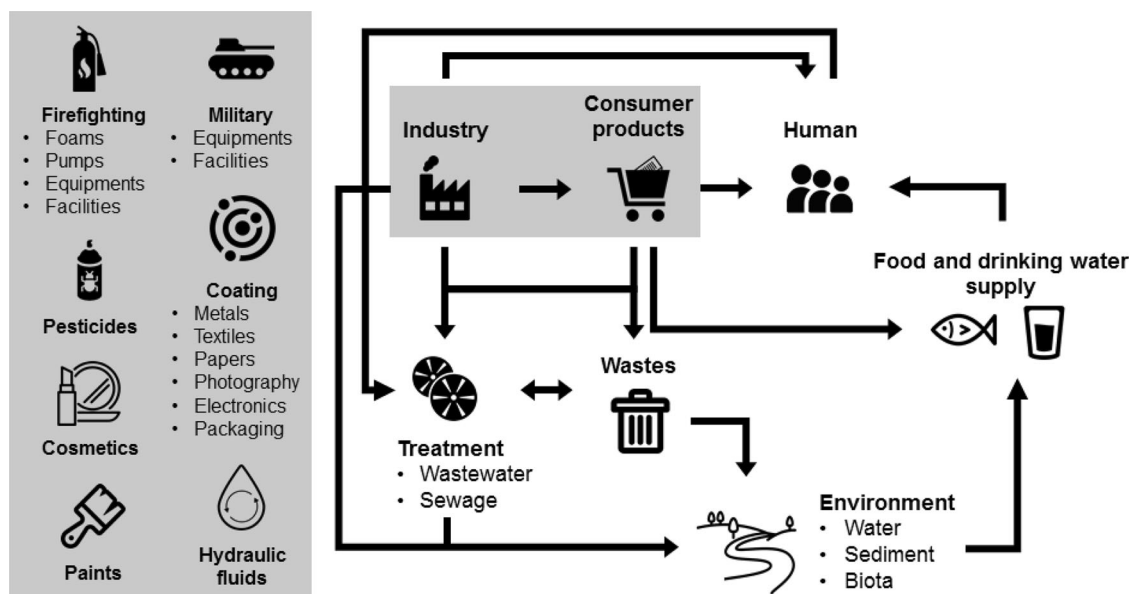 Firefighting
• Foams
• Pumps
• Equipments
• Facilities
Military
• Equipments
• Facilities
Pesticides
Coating
• Metals
• Textiles
• Papers
• Photography
• Electronics
• Packaging
Cosmetics
Paints
Hydraulic
fluids
Industry
Consumer
products
Human
Food and drinking water
supply
Treatment
• Wastewater
• Sewage
Wastes
Environment
• Water
• Sediment
• Biota